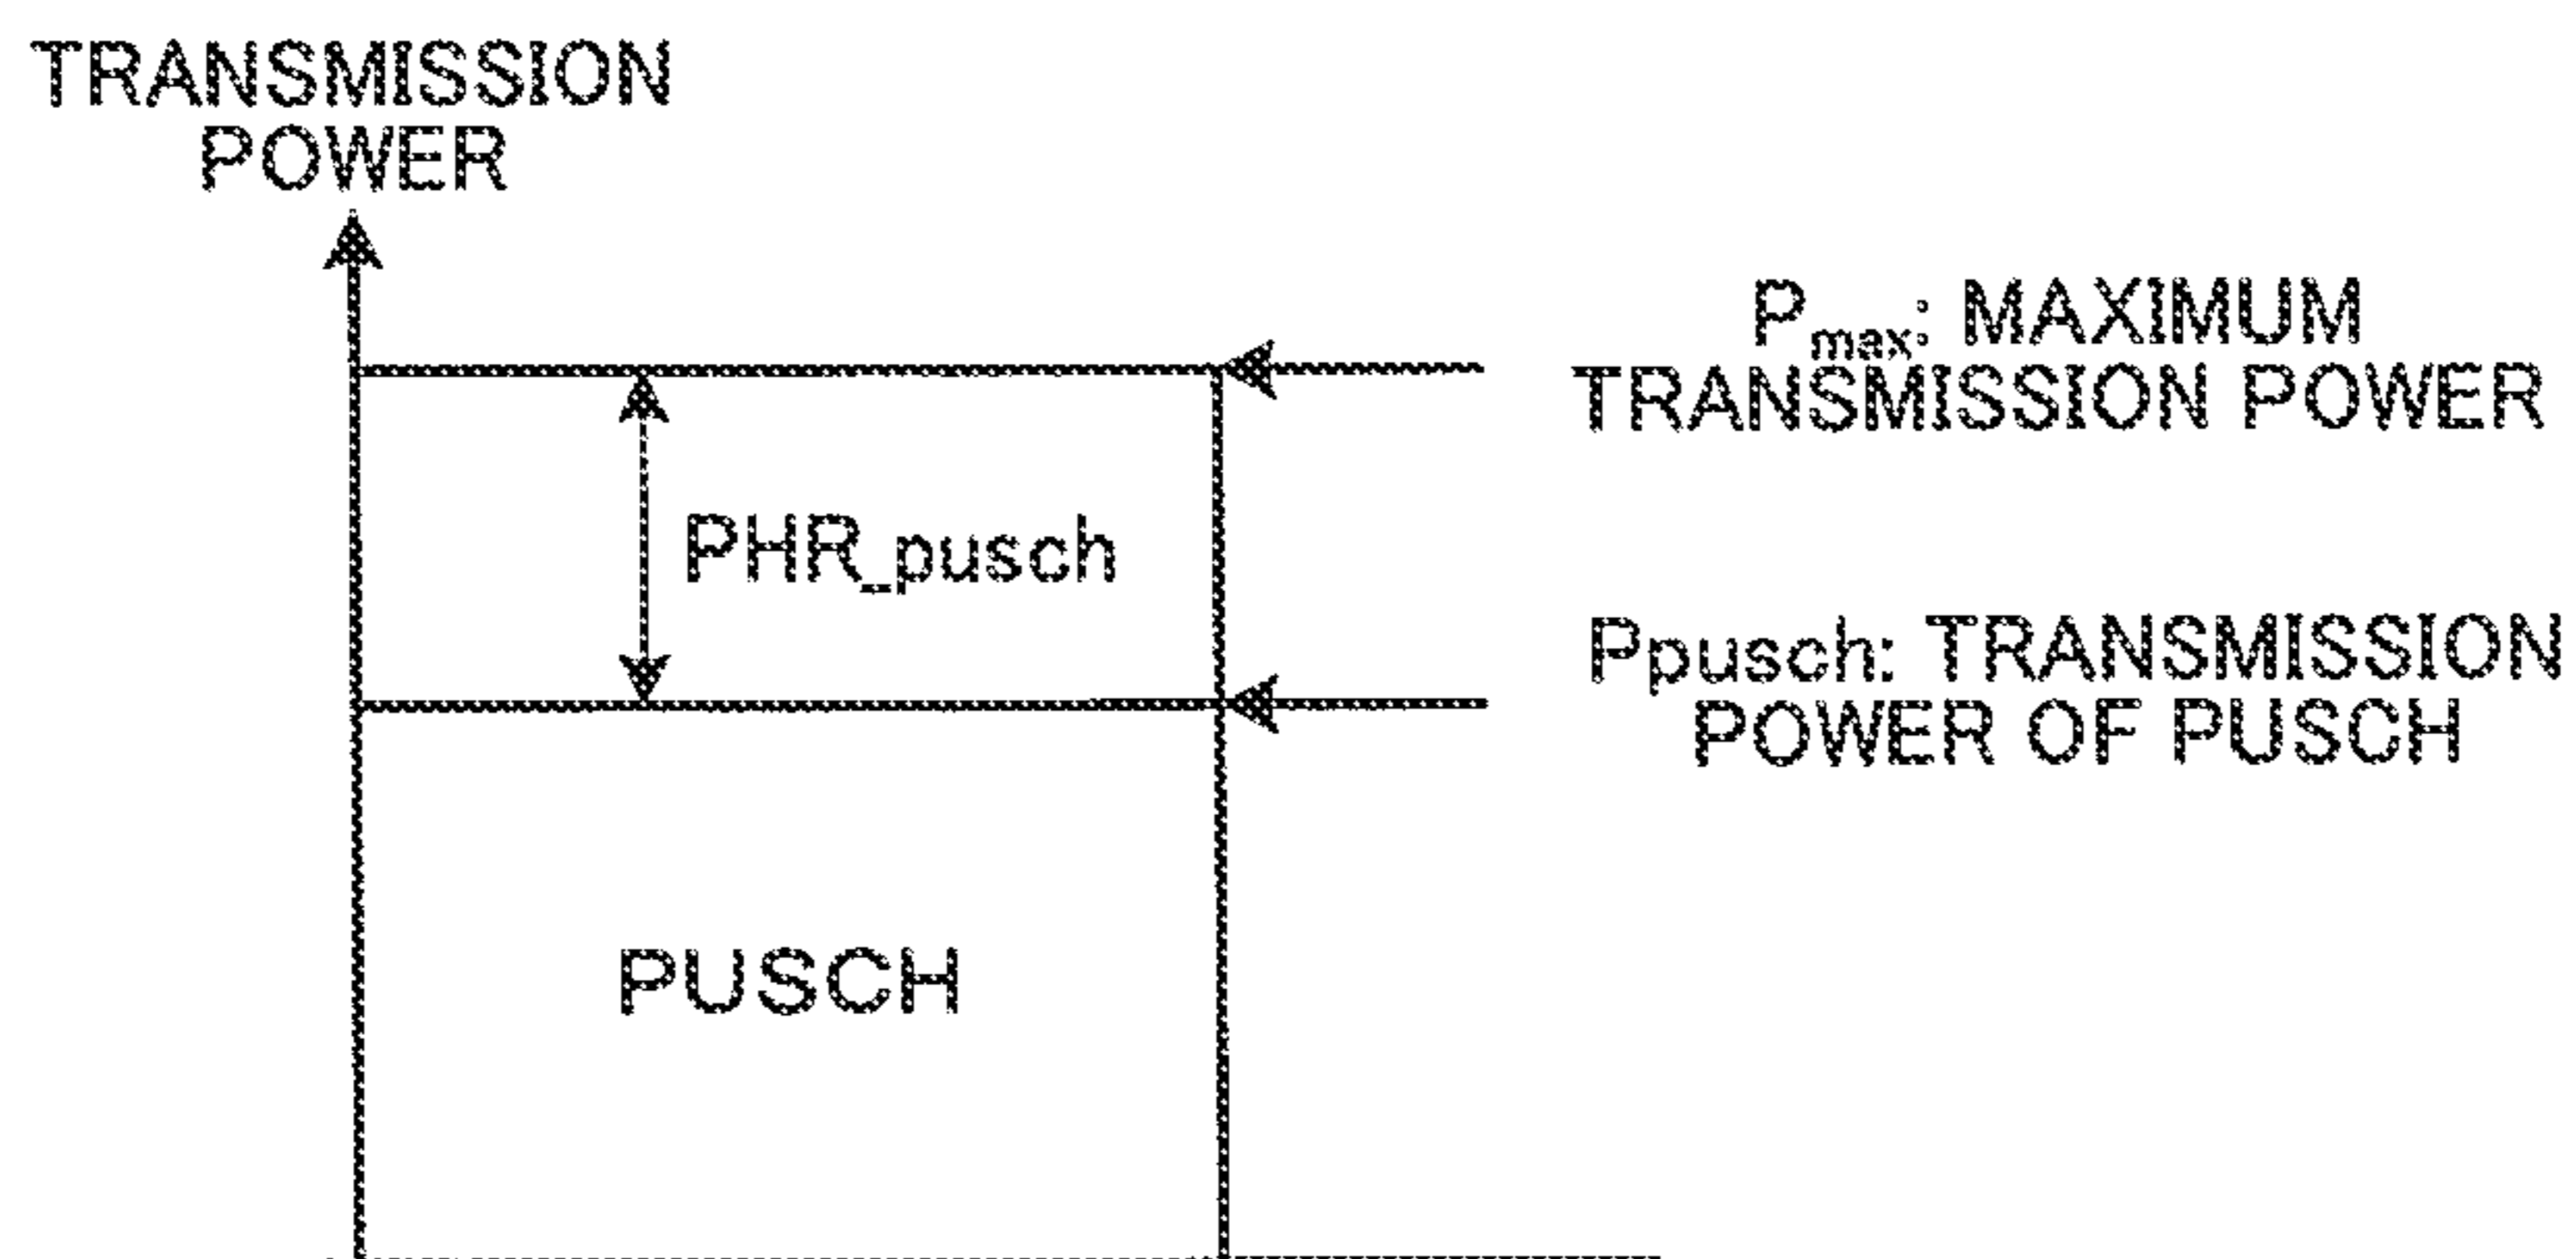 TRANSMISSION
POWER
Pmax: MAXIMUM
TRANSMISSION POWER
PHR_pusch
Ppusch: TRANSMISSION
POWER OF PUSCH
PUSCH